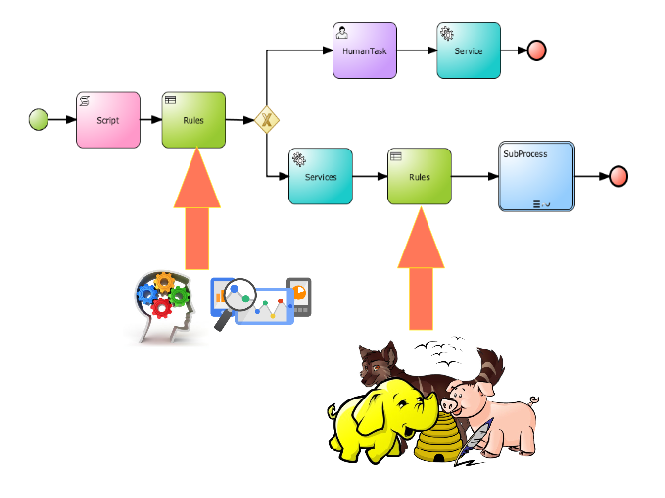 HumanTask
Service
Script
Rules
X
Services
Rules
SubProcess